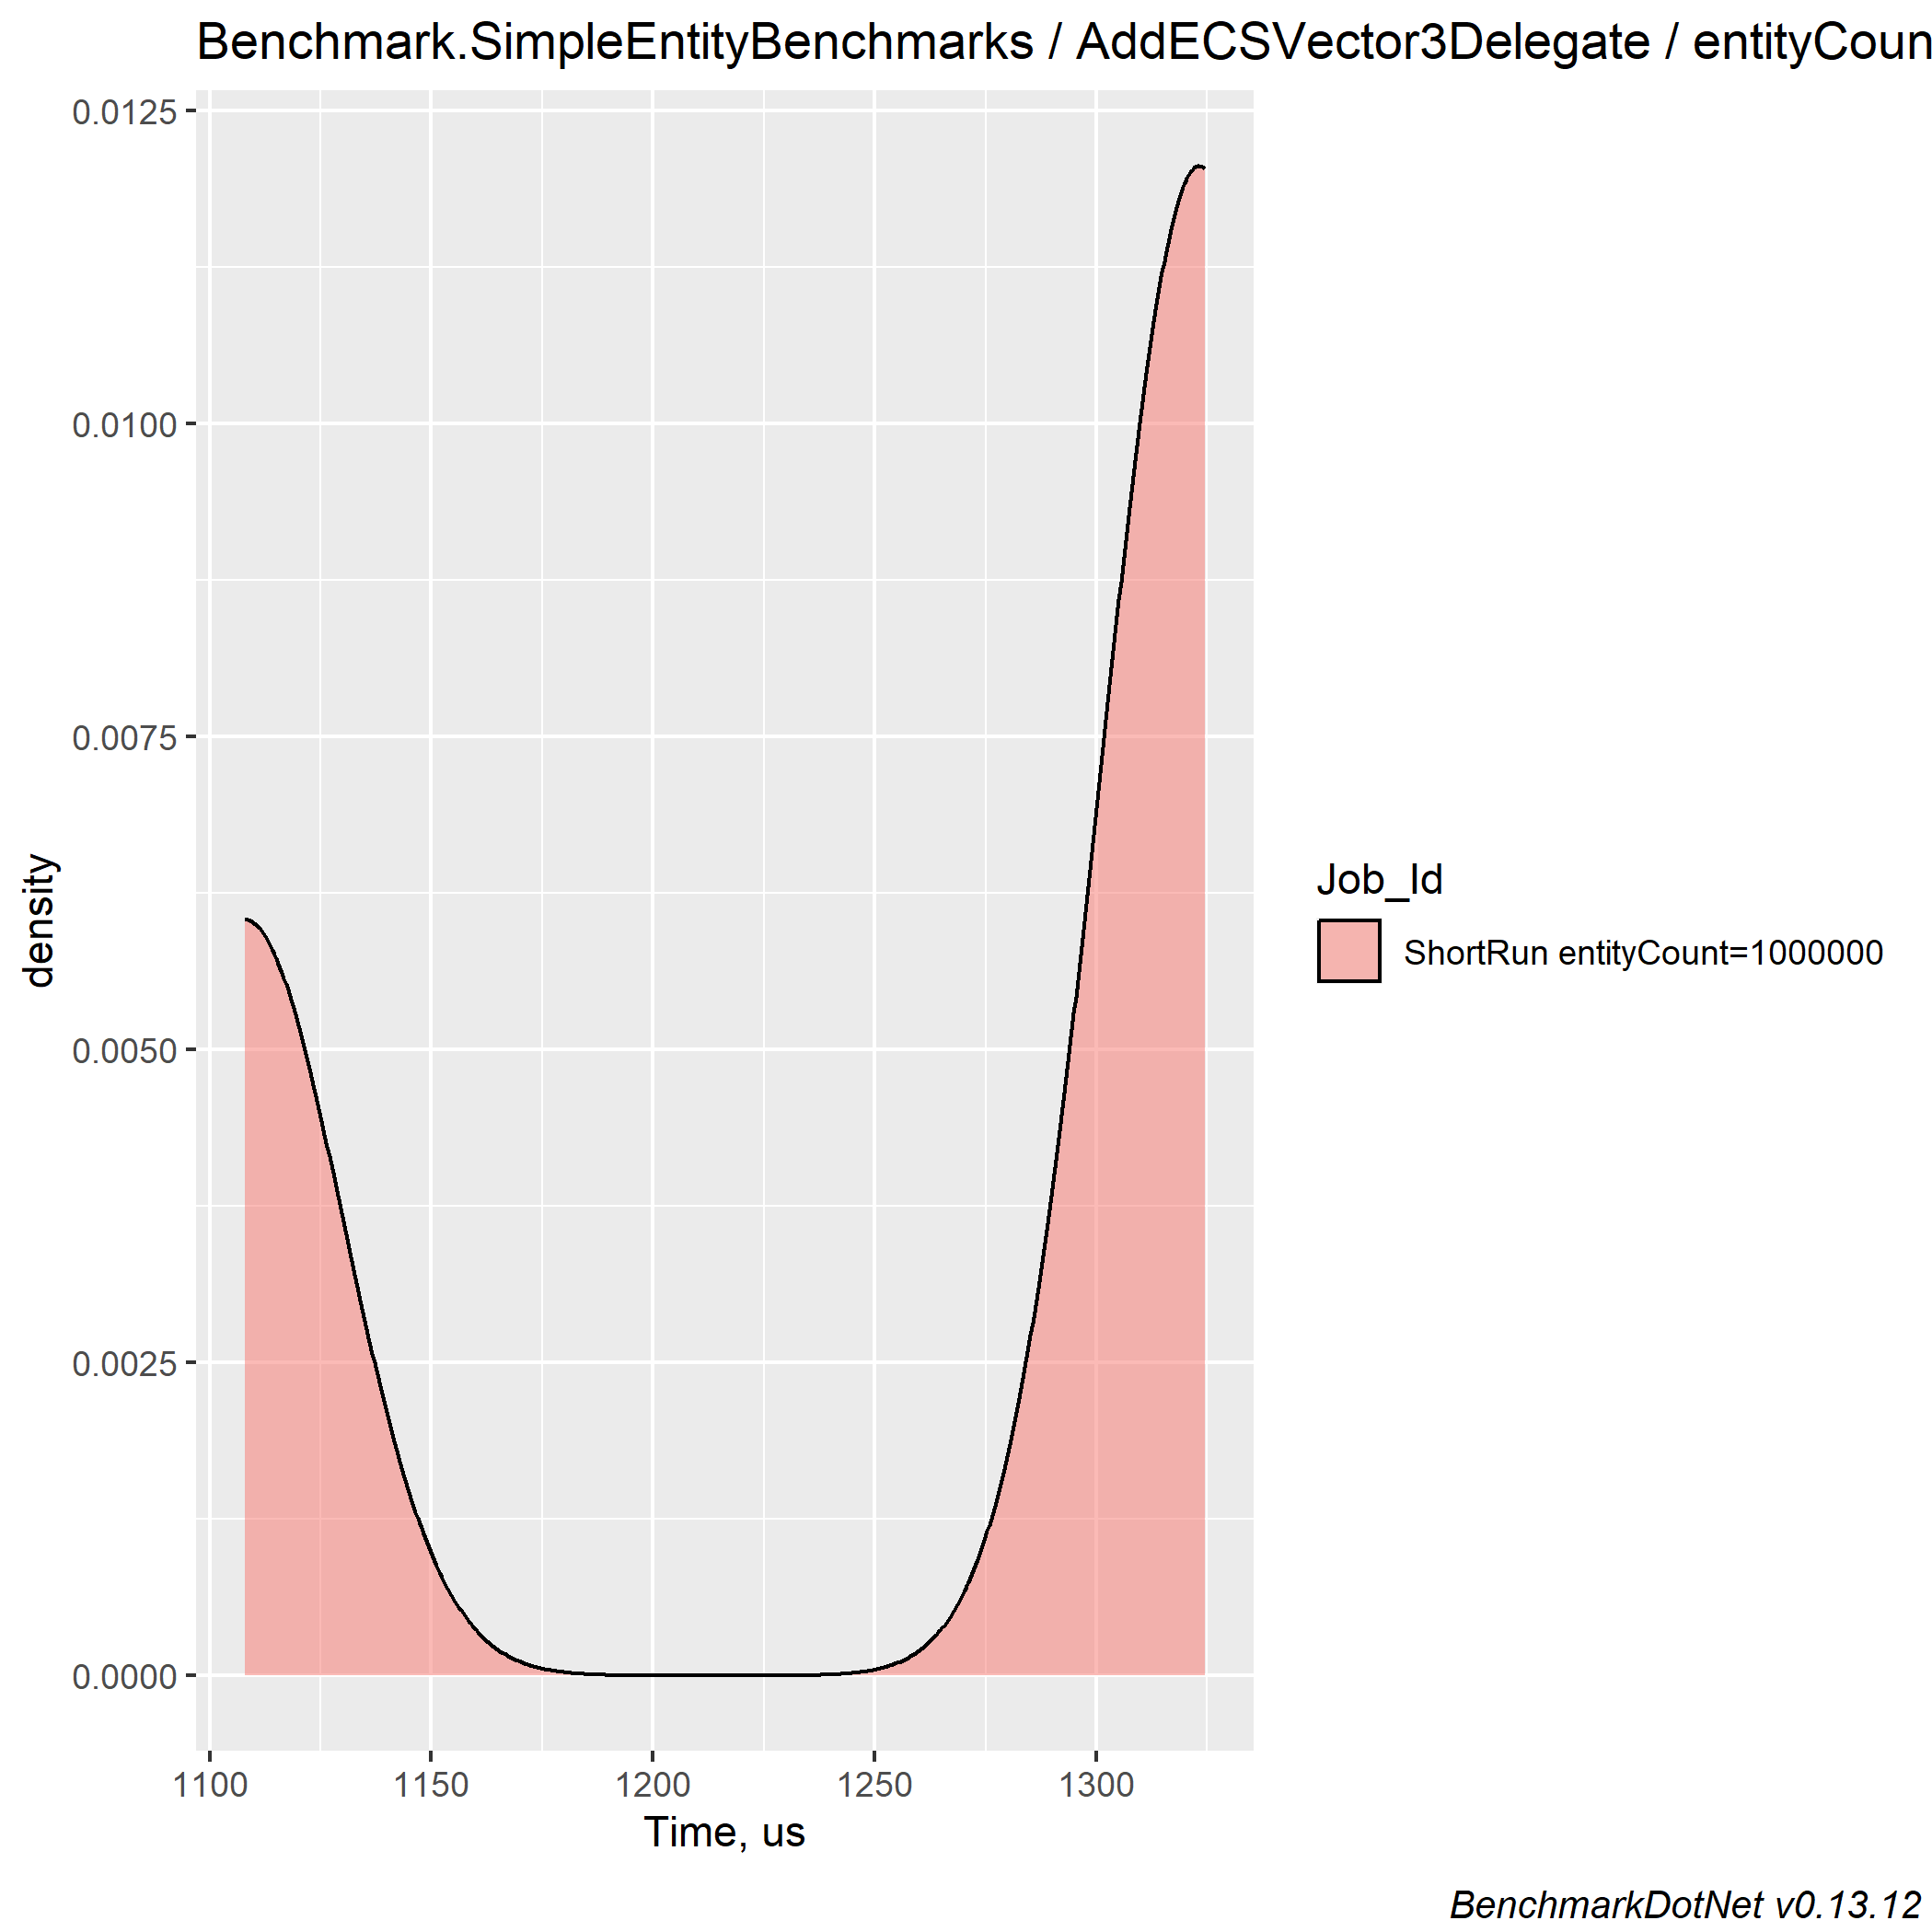 Benchmark.SimpleEntityBenchmarks / AddECSVector3Delegate / entityCoun
0.0125
0.0100
0.0075
0.0050
0.0025
0.0000
density
1100 1150 1200 1250 1300
Time, us
Job_Id
ShortRun entityCount=1000000
BenchmarkDotNet v0.13.12